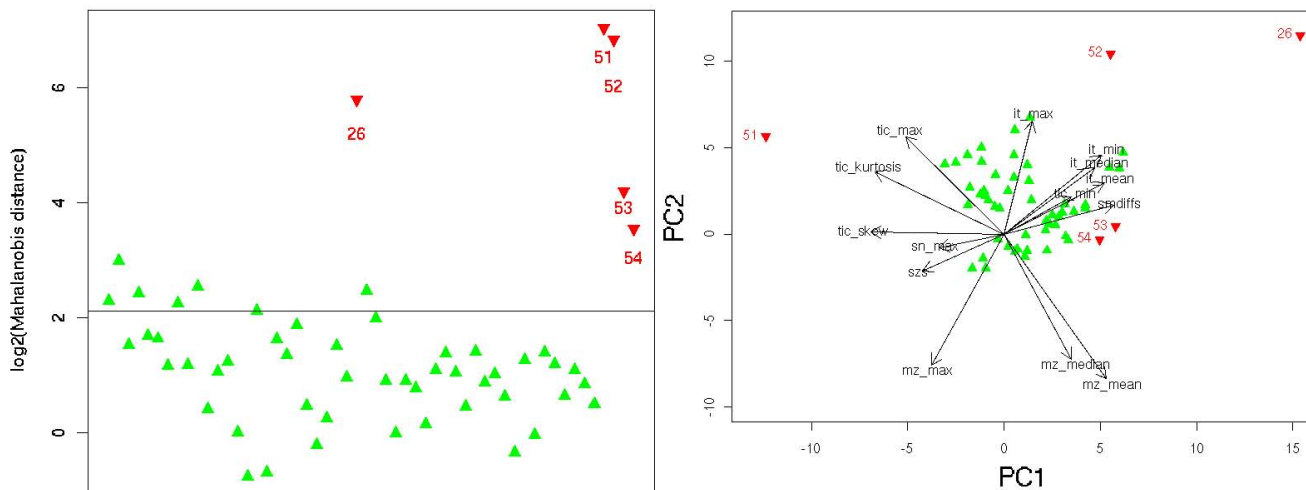 log2(Mahalanobis distance)
6
4
2
0
26
51
52
53
54
PC2
10
5
0
-5
-10
26
52
51
it_max
tic_max
it_min
it_median
tic_kurtosis
it_mean
tic_min
smdiffs
53
tic_skew
54
sn_max
szs
mz_max
mz_median
mz_mean
-10
-5
0
5
10
15
PC1